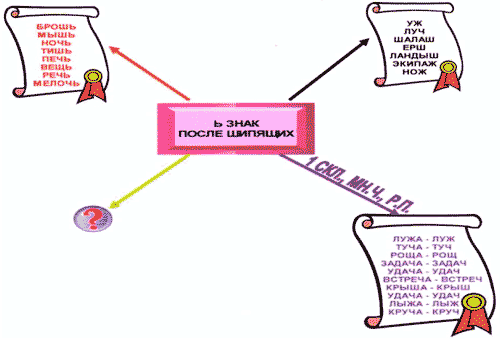 БРОШЬ
МЫШЬ
НОЧЬ
ТИШЬ
ПЕЧЬ
ВЕЩЬ
РЕЧЬ
МЕЛОЧЬ
УЖ
ЛУЧ
ШАЛАШ
ЕРШ
ЛАНДЫШ
ЭКИПАЖ
НОЖ
Ь ЗНАК
ПОСЛЕ ШИПЯЩИХ
1 СКЛ., МН. Ч., Р.П.
?
ЛУЖА - ЛУЖ
ТУЧА - ТУЧ
РОЩА - РОЩ
ЗАДАЧА - ЗАДАЧ
УДАЧА - УДАЧ
ВСТРЕЧА - ВСТРЕЧ
КРЫША - КРЫШ
УДАЧА - УДАЧ
ЛЫЖА - ЛЫЖ
КРУЧА - КРУЧ